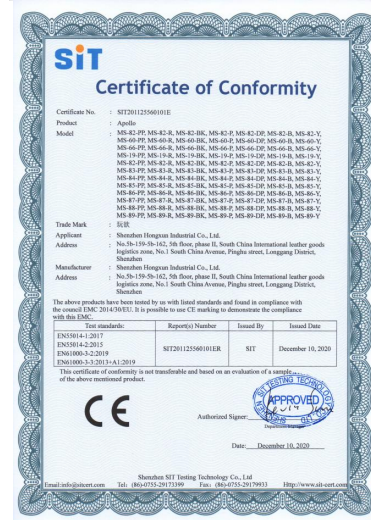 SiT
Certificate of Conformity
Certificate No. : SIT201125560101E
Product : Apollo
Model : MS-82-PP, MS-82-R, MS-82-BK, MS-82-P, MS-82-DP, MS-82-B, MS-82-Y,
MS-60-PP, MS-60-R, MS-60-BK, MS-60-P, MS-60-DP, MS-60-B, MS-60-Y,
MS-66-PP, MS-66-R, MS-66-BK, MS-66-P, MS-66-DP, MS-66-B, MS-66-Y,
MS-19-PP, MS-19-R, MS-19-BK, MS-19-P, MS-19-DP, MS-19-B, MS-19-Y,
MS-82-PP, MS-82-R, MS-82-BK, MS-82-P, MS-82-DP, MS-82-B, MS-82-Y,
MS-83-PP, MS-83-R, MS-83-BK, MS-83-P, MS-83-DP, MS-83-B, MS-83-Y,
MS-84-PP, MS-84-R, MS-84-BK, MS-84-P, MS-84-DP, MS-84-B, MS-84-Y,
MS-85-PP, MS-85-R, MS-85-BK, MS-85-P, MS-85-DP, MS-85-B, MS-85-Y,
MS-86-PP, MS-86-R, MS-86-BK, MS-86-P, MS-86-DP, MS-86-B, MS-86-Y,
MS-87-PP, MS-87-R, MS-87-BK, MS-87-P, MS-87-DP, MS-87-B, MS-87-Y,
MS-88-PP, MS-88-R, MS-88-BK, MS-88-P, MS-88-DP, MS-88-B, MS-88-Y,
MS-89-PP, MS-89-R, MS-89-BK, MS-89-P, MS-89-DP, MS-89-B, MS-89-Y
Trade Mark :
Applicant : Shenzhen Hongxun Industrial Co., Ltd.
Address : No.5b-159-5b-162, 5th floor, phase II, South China International leather goods
logistics zone, No.1 South China Avenue, Pinghu street, Longgang District,
Shenzhen
Manufacturer : Shenzhen Hongxun Industrial Co., Ltd.
Address : No.5b-159-5b-162, 5th floor, phase II, South China International leather goods
logistics zone, No.1 South China Avenue, Pinghu street, Longgang District,
Shenzhen
The above products have been tested by us with listed standards and found in compliance with
the council EMC 2014/30/EU. It is possible to use CE marking to demonstrate the compliance
with this EMC.
Test standards: Report(s) Number Issued By Issued Date
EN55014-1:2017
EN55014-2:2015
EN61000-3-2:2019
EN61000-3-3:2013+A1:2019
SIT201125560101ER SIT December 10, 2020
This certificate of conformity is not transferable and based on an evaluation of a sample
of the above mentioned product.
CE
SIT TESTING TECHNOLOGY
APPROVED
Authorized Signer:
Date: December 10, 2020
Shenzhen SIT Testing Technology Co., Ltd
Email:info@sitcert.com Tel: (86)-0755-29173399 Fax: (86)-0755-29179933 Http://www.sit-cert.com